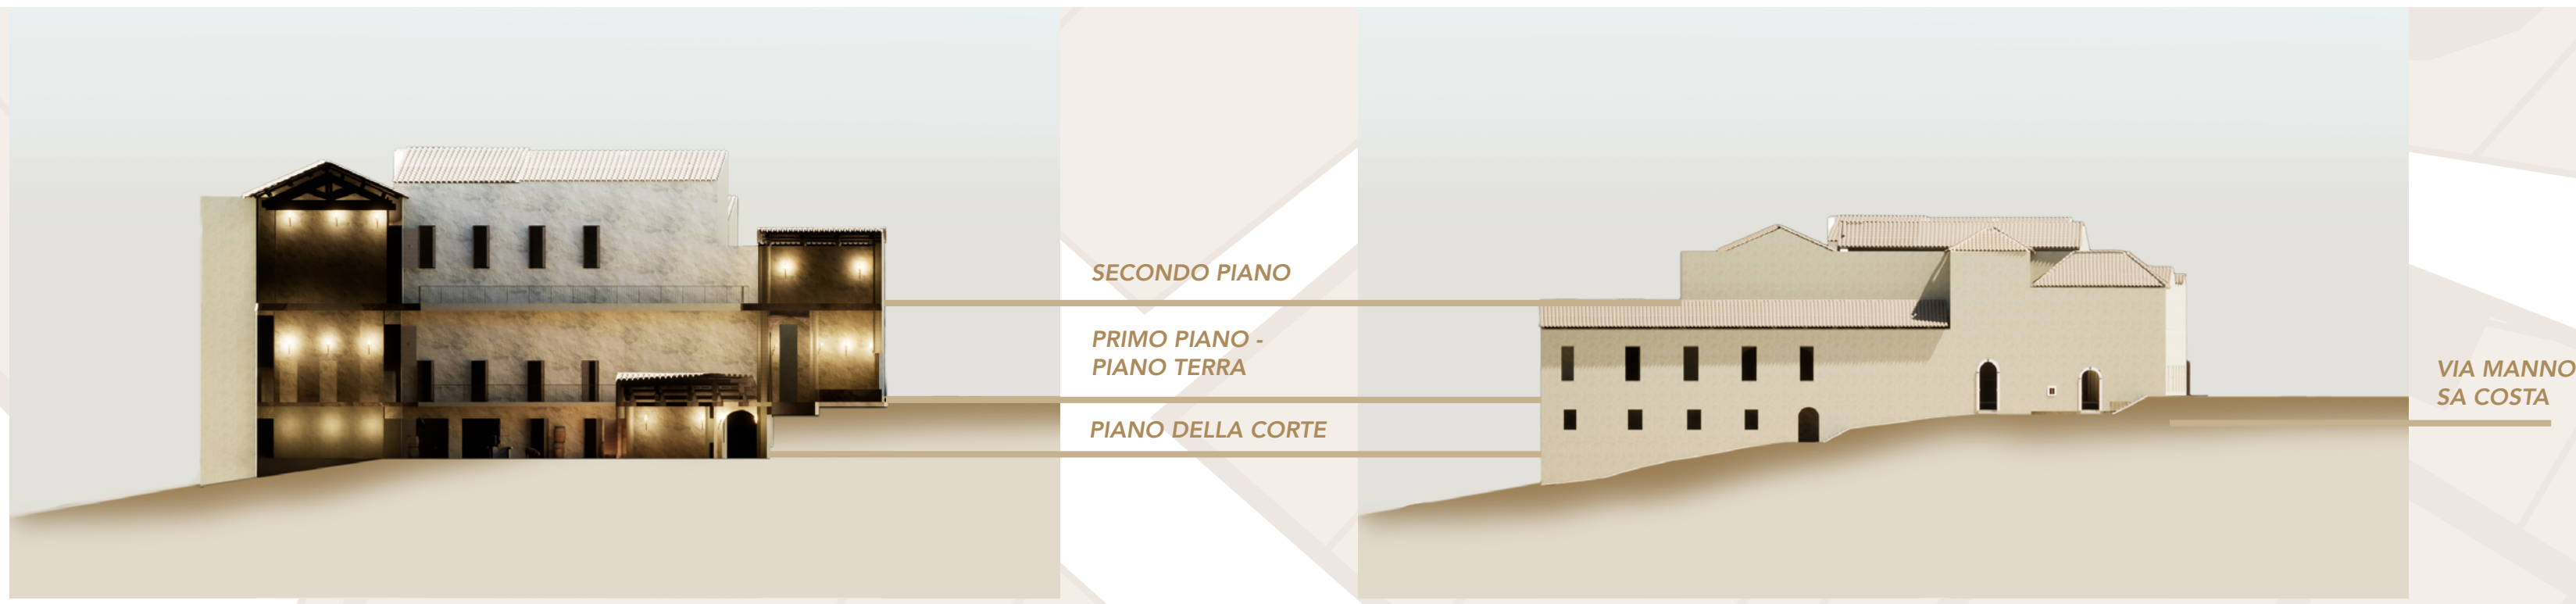 SECONDO PIANO
PRIMO PIANO -
PIANO TERRA
PIANO DELLA CORTE
VIA MANNO
SA COSTA